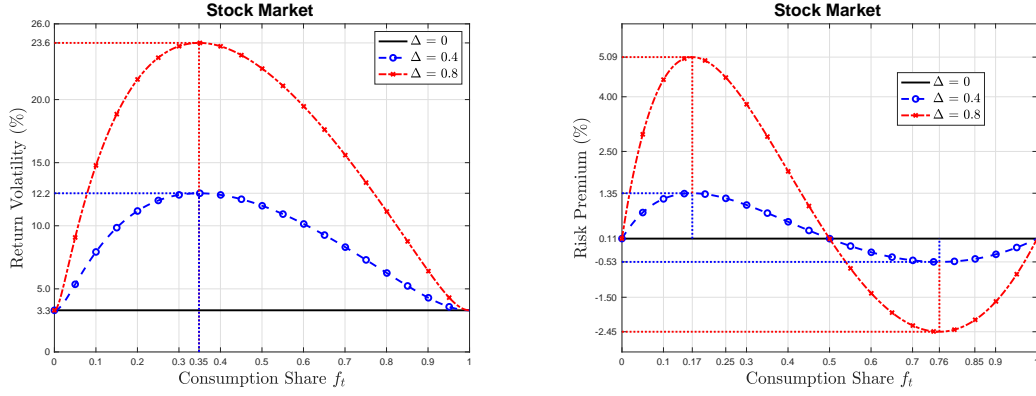 Stock Market
Return Volatility (%)
26.0
23.6
20.0
15.0
12.2
10.0
5.0
3.3
0
Δ = 0
Δ = 0.4
Δ = 0.8
0 0.1 0.2 0.3 0.35 0.4 0.5 0.6 0.7 0.8 0.9 1
Consumption Share f_t
Stock Market
Risk Premium (%)
5.09
4.00
2.50
1.35
0.11
-0.53
-1.50
-2.45
Δ = 0
Δ = 0.4
Δ = 0.8
0 0.1 0.17 0.25 0.3 0.4 0.5 0.6 0.7 0.76 0.85 0.9 1
Consumption Share f_t